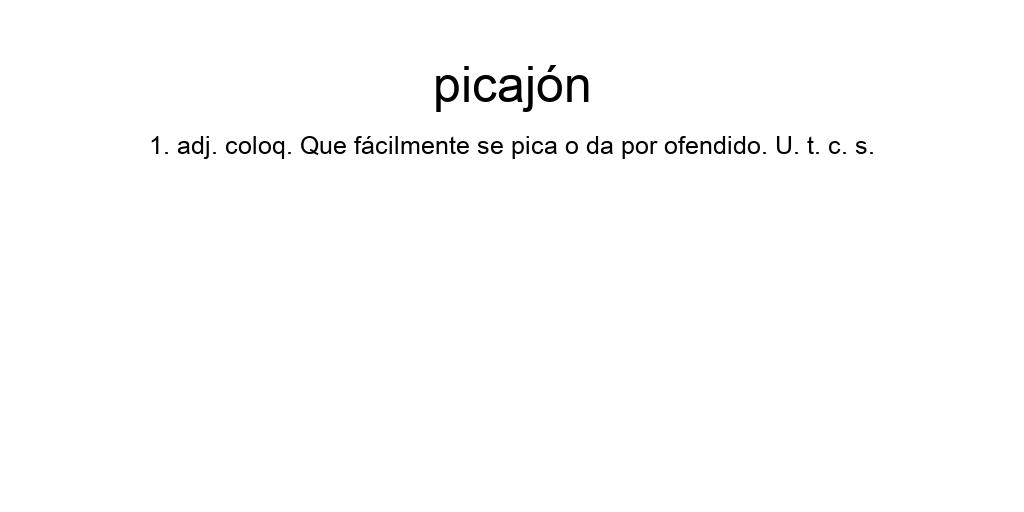 picajón
1. adj. coloq. Que fácilmente se pica o da por ofendido. U. t. c. s.